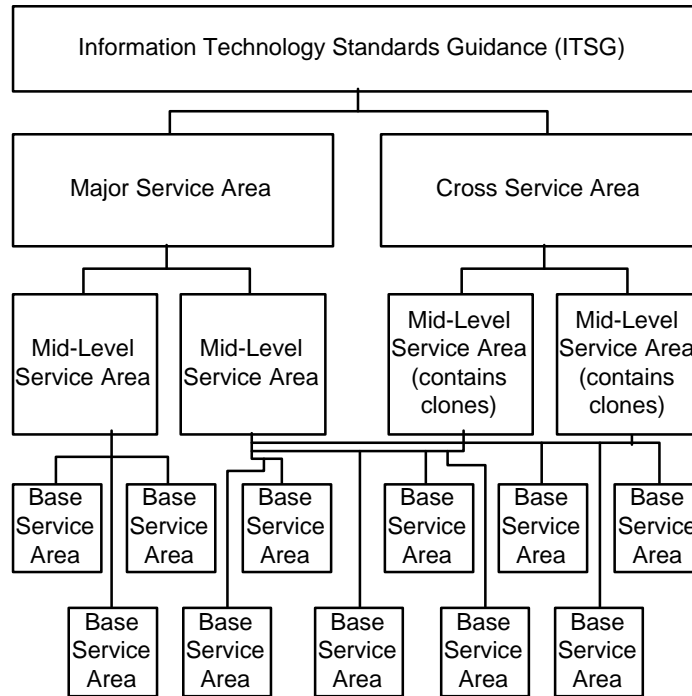 Information Technology Standards Guidance (ITSG)
Major Service Area
Cross Service Area
Mid-Level
Service Area
Mid-Level
Service Area
Mid-Level
Service Area
(contains
clones)
Mid-Level
Service Area
(contains
clones)
Base
Service
Area
Base
Service
Area
Base
Service
Area
Base
Service
Area
Base
Service
Area
Base
Service
Area
Base
Service
Area
Base
Service
Area
Base
Service
Area
Base
Service
Area
Base
Service
Area